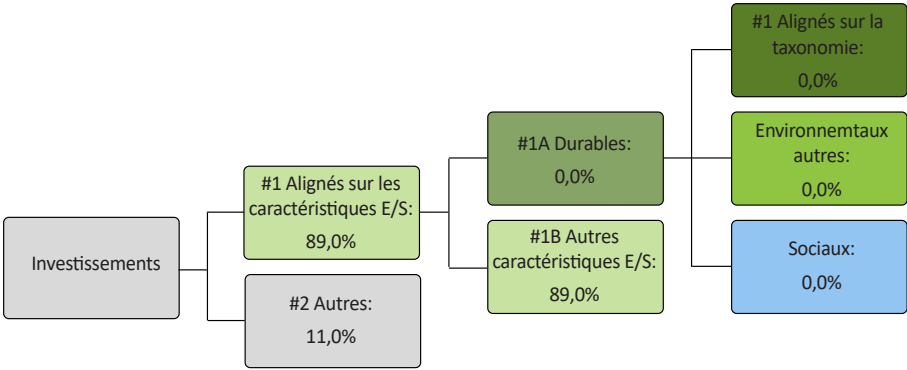 Investissements
#1 Alignés sur les
caractéristiques E/S:
89,0%
#2 Autres:
11,0%
#1A Durables:
0,0%
#1B Autres
caractéristiques E/S:
89,0%
#1 Alignés sur la
taxonomie:
0,0%
Environnemtaux
autres:
0,0%
Sociaux:
0,0%